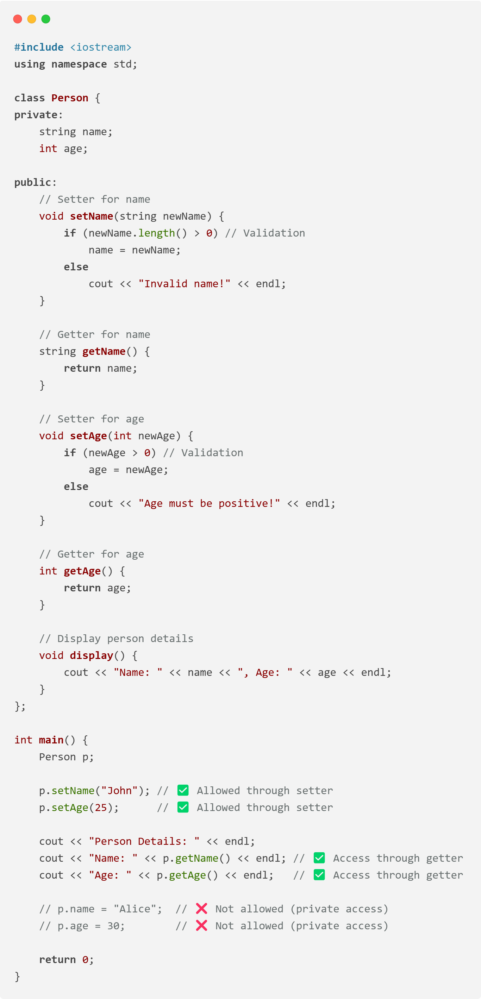 #include <iostream>
using namespace std;

class Person {
private:
    string name;
    int age;

public:
    // Setter for name
    void setName(string newName) {
        if (newName.length() > 0) // Validation
            name = newName;
        else
            cout << "Invalid name!" << endl;
    }

    // Getter for name
    string getName() {
        return name;
    }

    // Setter for age
    void setAge(int newAge) {
        if (newAge > 0) // Validation
            age = newAge;
        else
            cout << "Age must be positive!" << endl;
    }

    // Getter for age
    int getAge() {
        return age;
    }

    // Display person details
    void display() {
        cout << "Name: " << name << ", Age: " << age << endl;
    }
};

int main() {
    Person p;

    p.setName("John"); // ✅ Allowed through setter
    p.setAge(25);      // ✅ Allowed through setter

    cout << "Person Details: " << endl;
    cout << "Name: " << p.getName() << endl; // ✅ Access through getter
    cout << "Age: " << p.getAge() << endl;   // ✅ Access through getter

    // p.name = "Alice";  // ❌ Not allowed (private access)
    // p.age = 30;        // ❌ Not allowed (private access)

    return 0;
}